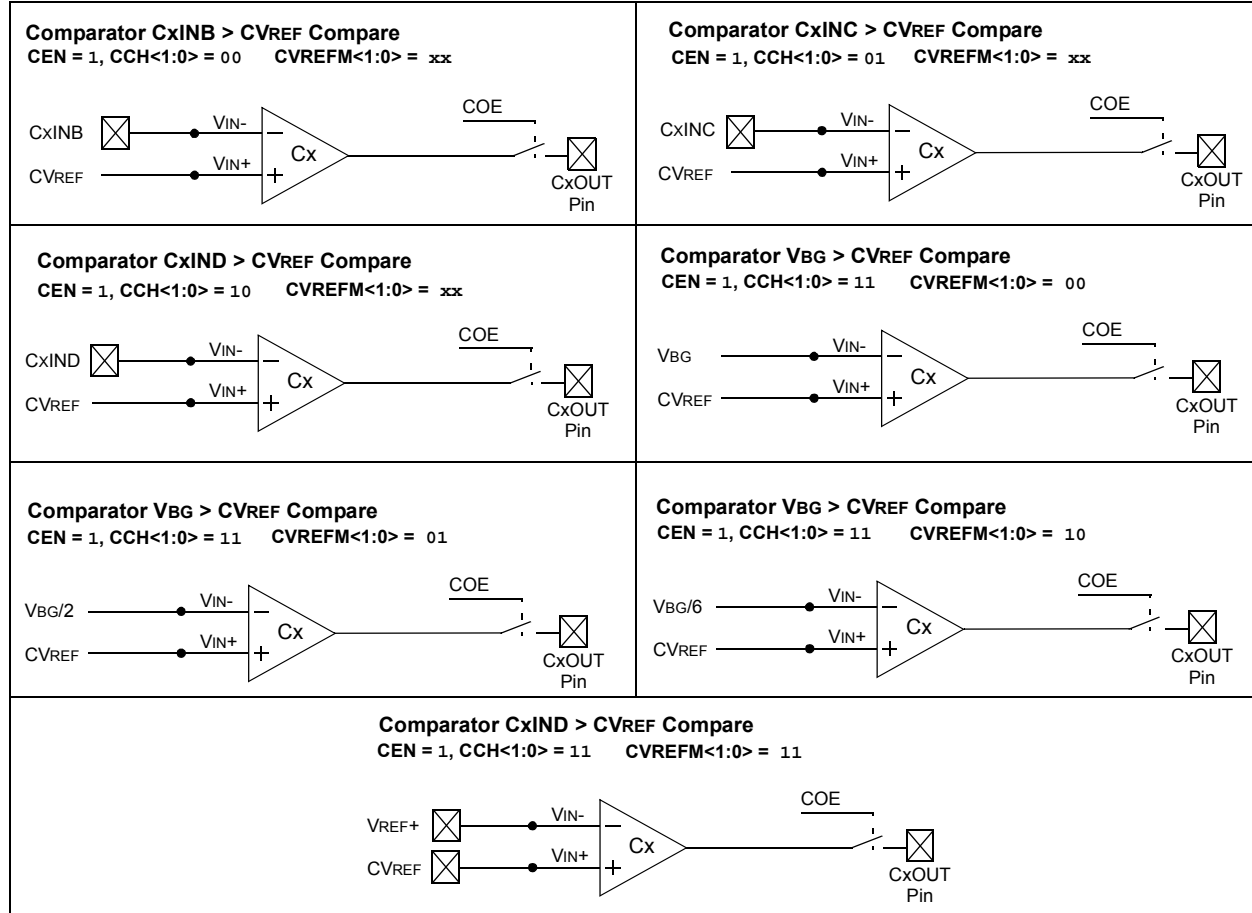 Comparator CxINB > CVREF Compare
CEN = 1, CCH<1:0> = 00 CVREFM<1:0> = xx
COE
CxINB
VIN-
−
Cx
CVREF
VIN+
+
CxOUT
Pin
Comparator CxINC > CVREF Compare
CEN = 1, CCH<1:0> = 01 CVREFM<1:0> = xx
COE
CxINC
VIN-
−
Cx
CVREF
VIN+
+
CxOUT
Pin
Comparator CxIND > CVREF Compare
CEN = 1, CCH<1:0> = 10 CVREFM<1:0> = xx
COE
CxIND
VIN-
−
Cx
CVREF
VIN+
+
CxOUT
Pin
Comparator VBG > CVREF Compare
CEN = 1, CCH<1:0> = 11 CVREFM<1:0> = 00
COE
VBG
VIN-
−
Cx
CVREF
VIN+
+
CxOUT
Pin
Comparator VBG > CVREF Compare
CEN = 1, CCH<1:0> = 11 CVREFM<1:0> = 01
COE
VBG/2
VIN-
−
Cx
CVREF
VIN+
+
CxOUT
Pin
Comparator VBG > CVREF Compare
CEN = 1, CCH<1:0> = 11 CVREFM<1:0> = 10
COE
VBG/6
VIN-
−
Cx
CVREF
VIN+
+
CxOUT
Pin
Comparator CxIND > CVREF Compare
CEN = 1, CCH<1:0> = 11 CVREFM<1:0> = 11
COE
VREF+
VIN-
−
Cx
CVREF
VIN+
+
CxOUT
Pin